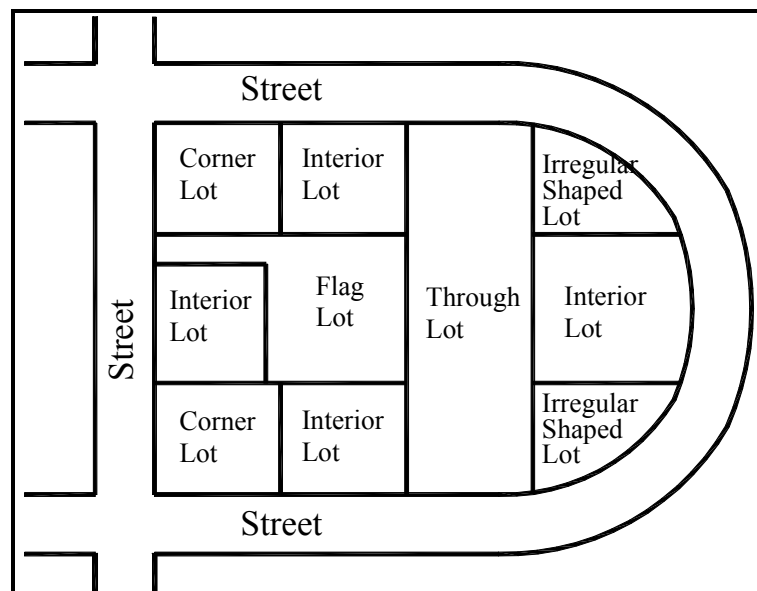 Street
Corner
Lot
Interior
Lot
Irregular
Shaped
Lot
Street
Interior
Lot
Flag
Lot
Through
Lot
Interior
Lot
Corner
Lot
Interior
Lot
Irregular
Shaped
Lot
Street